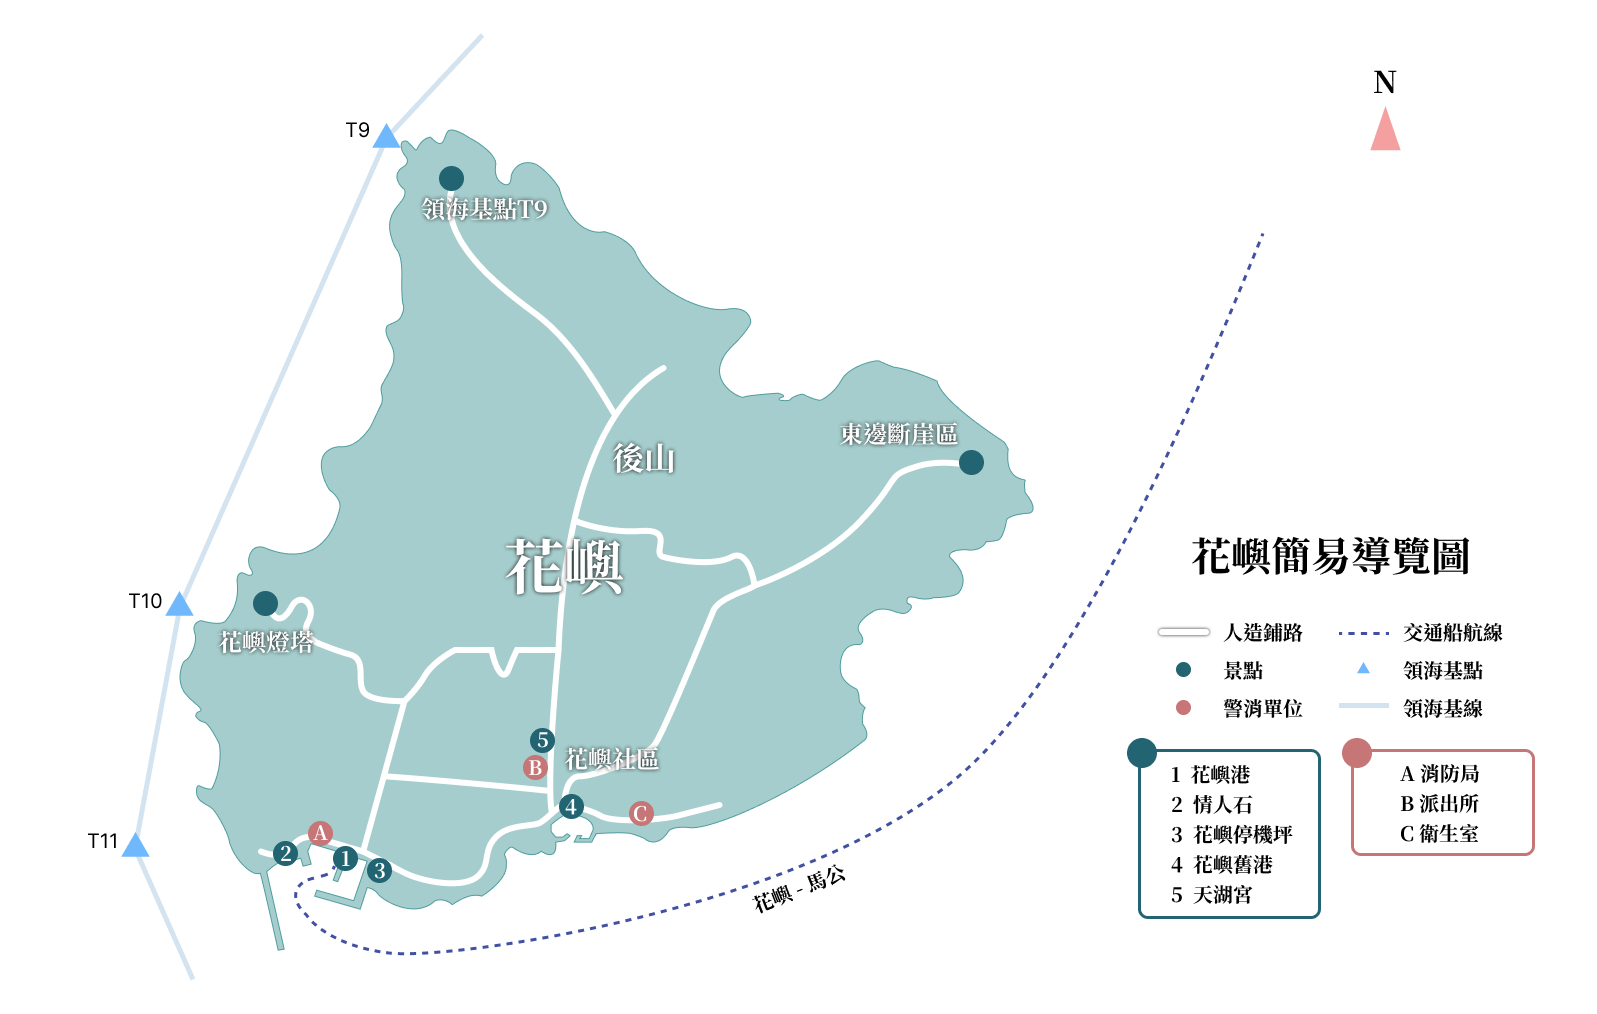 N
T9
領海基點T9
東邊斷崖區
後山
花嶼
T10
花嶼燈塔
5
花嶼社區
B
4
C
T11
A
2
1
3
花嶼 - 馬公
花嶼簡易導覽圖
人造鋪路
交通船航線
景點
領海基點
警消單位
領海基線
1 花嶼港
2 情人石
3 花嶼停機坪
4 花嶼舊港
5 天湖宮
A 消防局
B 派出所
C 衛生室